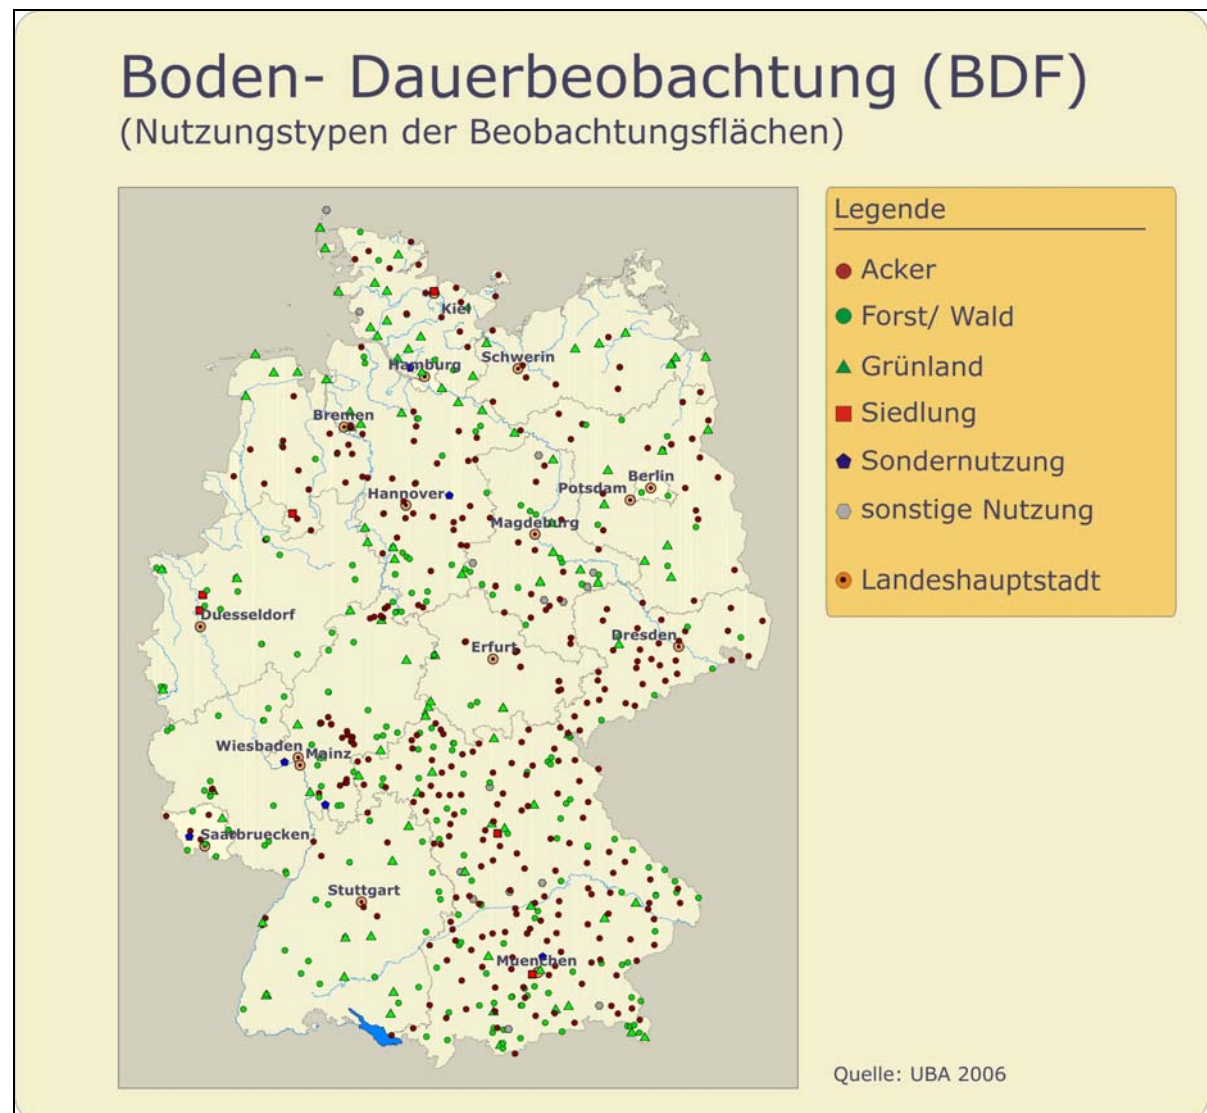 Boden- Dauerbeobachtung (BDF)
(Nutzungstypen der Beobachtungsflächen)
Legende
Acker
Forst/ Wald
Grünland
Siedlung
Sondernutzung
sonstige Nutzung
Landeshauptstadt
Kiel
Schwerin
Hamburg
Bremen
Berlin
Potsdam
Hannover
Magdeburg
Duesseldorf
Dresden
Erfurt
Wiesbaden
Mainz
Saarbruecken
Stuttgart
Muenchen
Quelle: UBA 2006